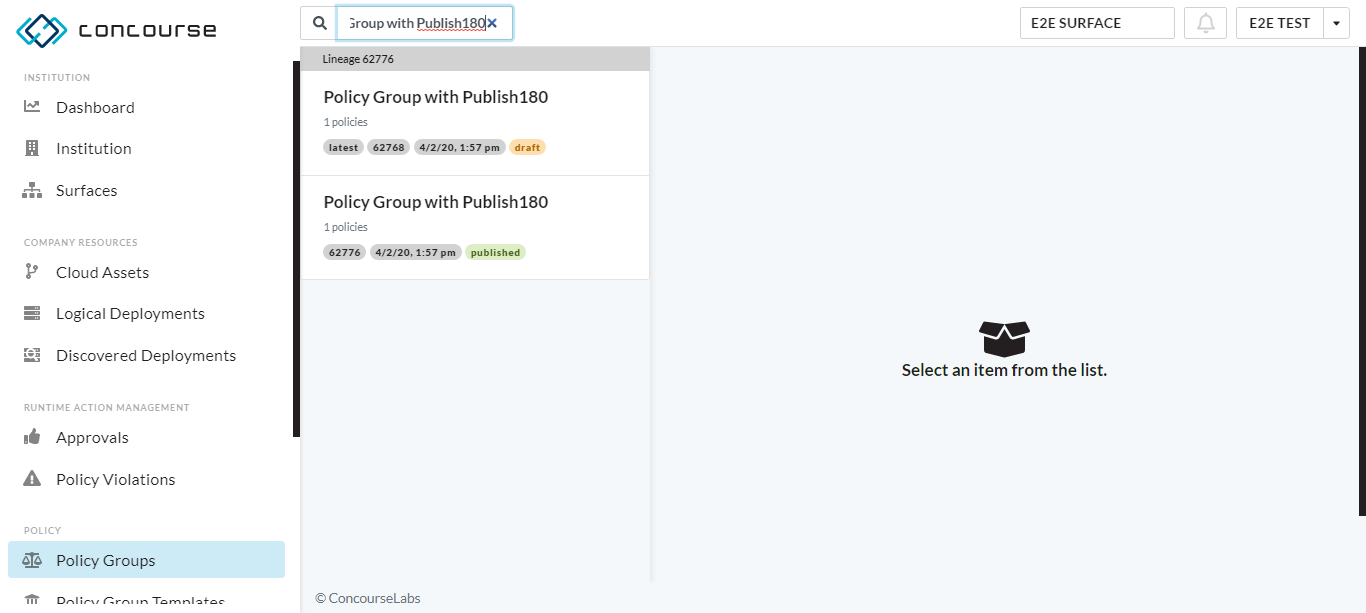 concourse
Group with Publish180
E2E SURFACE
E2E TEST
INSTITUTION
Dashboard
Institution
Surfaces
COMPANY RESOURCES
Cloud Assets
Logical Deployments
Discovered Deployments
RUNTIME ACTION MANAGEMENT
Approvals
Policy Violations
POLICY
Policy Groups
Policy Group Templates
Lineage 62776
Policy Group with Publish180
1 policies
latest 62768 4/2/20, 1:57 pm draft
Policy Group with Publish180
1 policies
62776 4/2/20, 1:57 pm published
Select an item from the list.
© ConcourseLabs